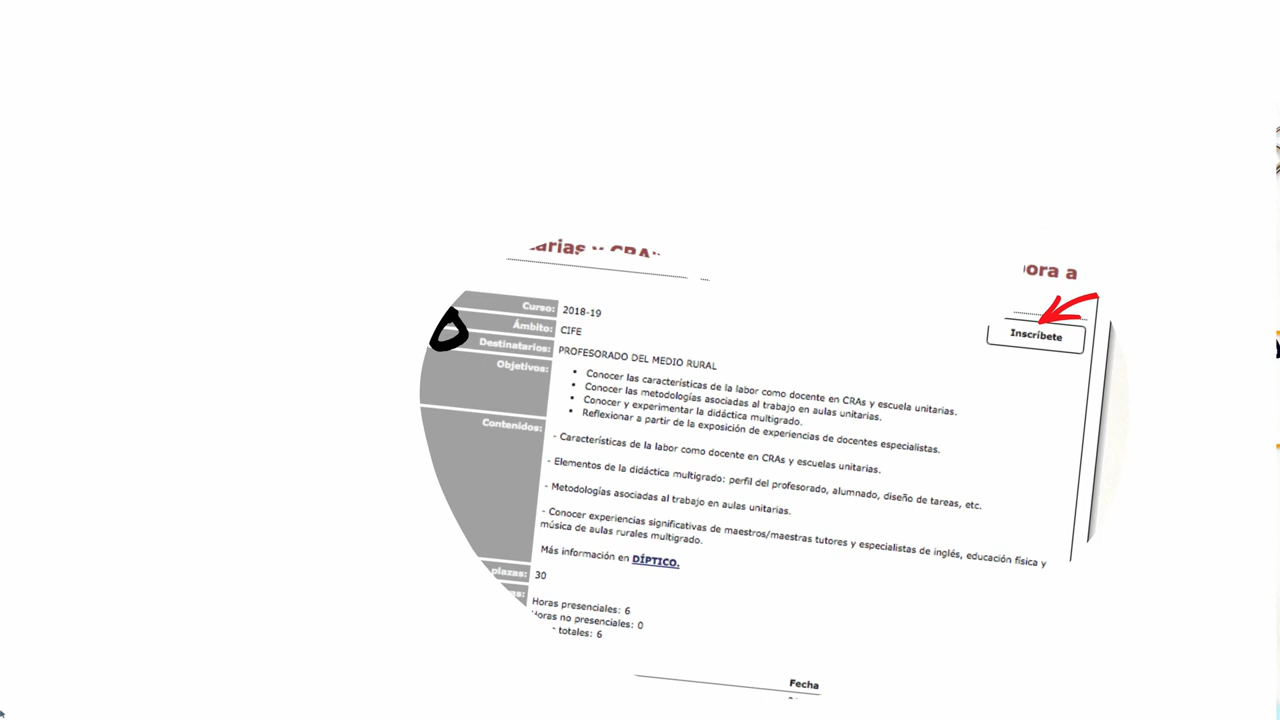 ora a
Curso: 2018-19
Inscríbete
Ámbito: CIFE
Destinatarios: PROFESORADO DEL MEDIO RURAL
Objetivos:
• Conocer las características de la labor como docente en CRAs y escuela unitarias.
• Conocer las metodologías asociadas al trabajo en aulas unitarias.
• Conocer y experimentar la didáctica multigrado.
• Reflexionar a partir de la exposición de experiencias de docentes especialistas.
Contenidos:
- Características de la labor como docente en CRAs y escuelas unitarias.
- Elementos de la didáctica multigrado: perfil del profesorado, alumnado, diseño de tareas, etc.
- Metodologías asociadas al trabajo en aulas unitarias.
- Conocer experiencias significativas de maestros/maestras tutores y especialistas de inglés, educación física y
música de aulas rurales multigrado.
Más información en DÍPTICO.
plazas: 30
Horas presenciales: 6
Horas no presenciales: 0
totales: 6
Fecha